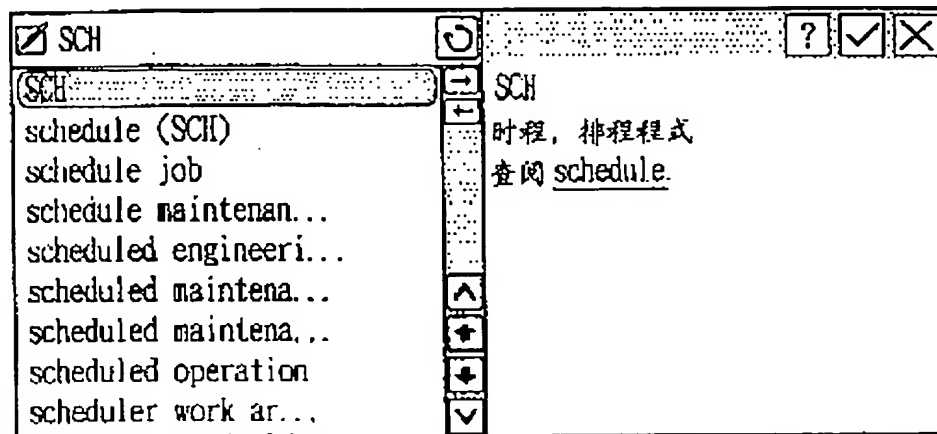 SCH
?
SCH
schedule (SCH)
schedule job
schedule maintenan...
scheduled engineeri...
scheduled maintena...
scheduled maintena...
scheduled operation
scheduler work ar...
SCH
时程，排程程式
查阅 schedule.